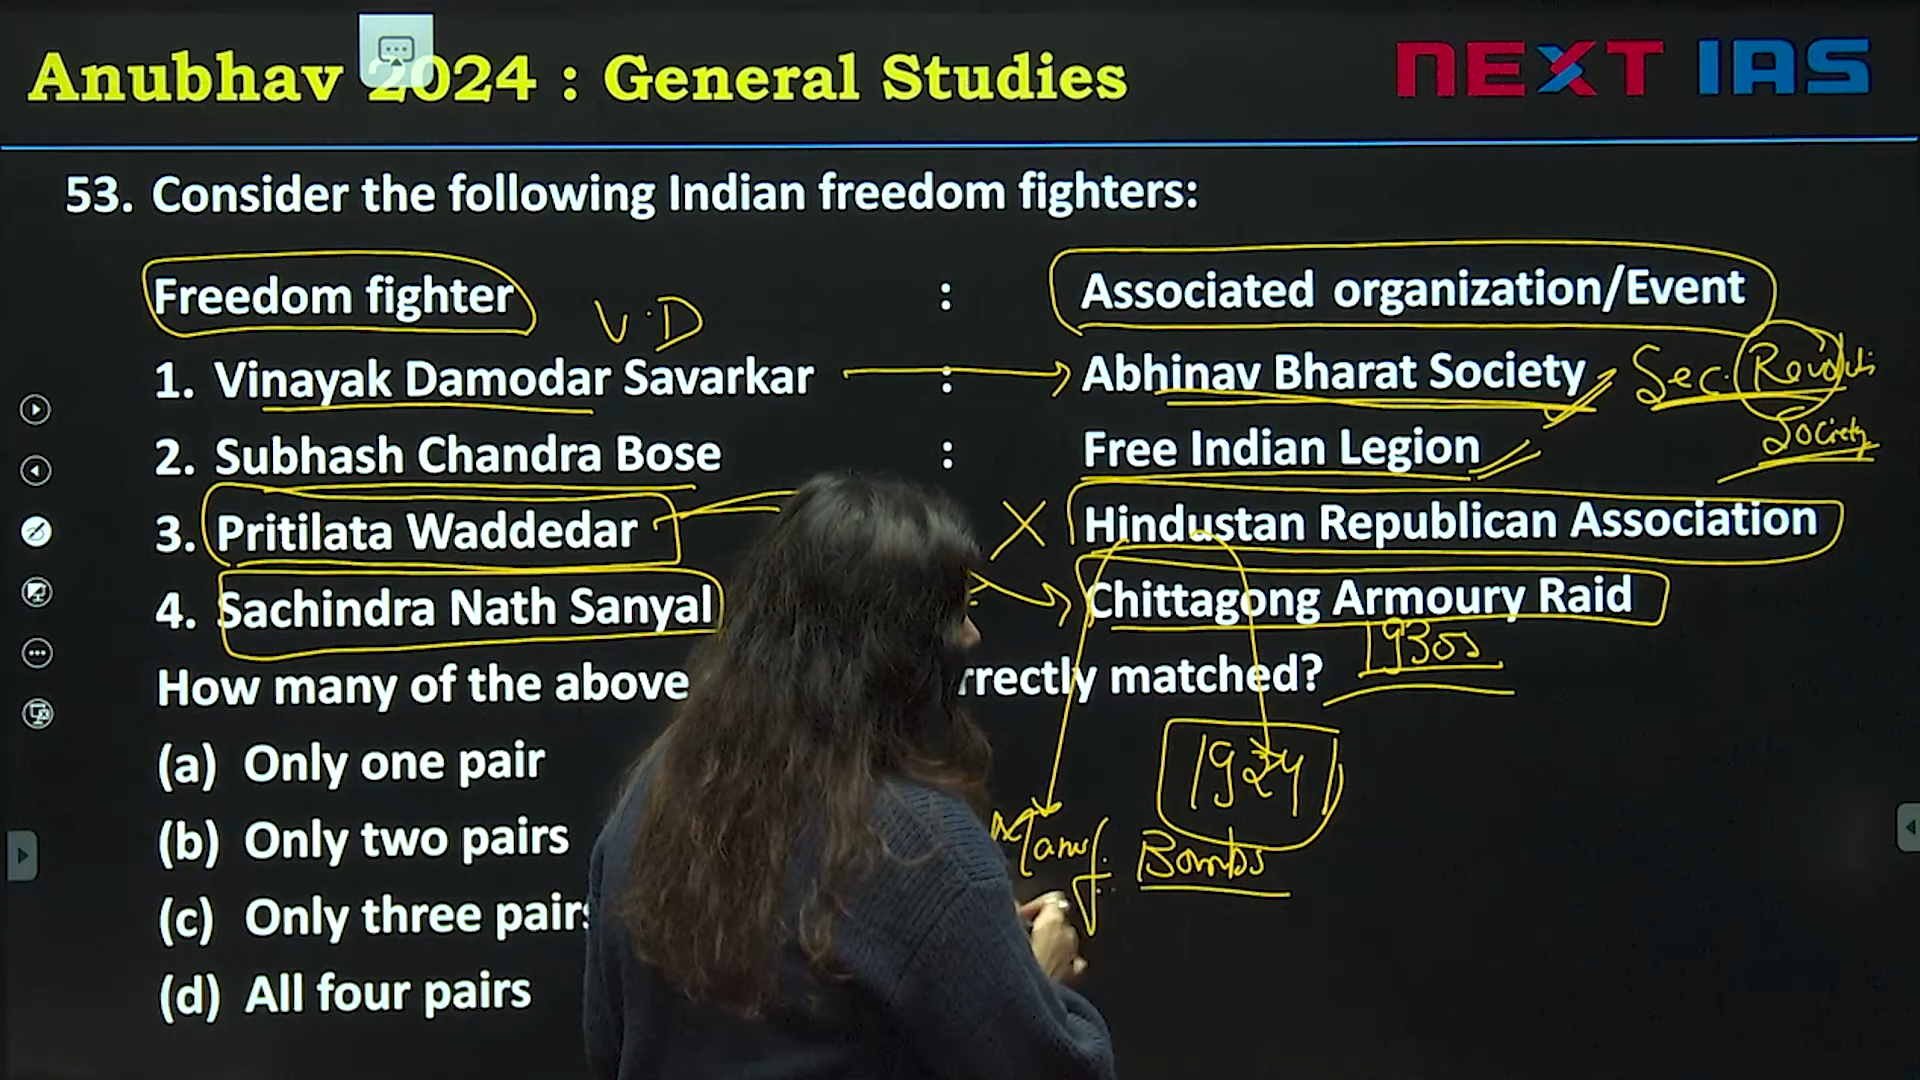 Anubhav 2024 : General Studies
NEXT IAS
53. Consider the following Indian freedom fighters:
Freedom fighter : Associated organization/Event
V.D
1. Vinayak Damodar Savarkar : Abhinav Bharat Society Sec.
Society
2. Subhash Chandra Bose : Free Indian Legion
3. Pritilata Waddedar Hindustan Republican Association
4. Sachindra Nath Sanyal Chittagong Armoury Raid
1930s
How many of the above rrectly matched?
1924
(a) Only one pair
Manuf. Bombs
(b) Only two pairs
(c) Only three pairs
(d) All four pairs